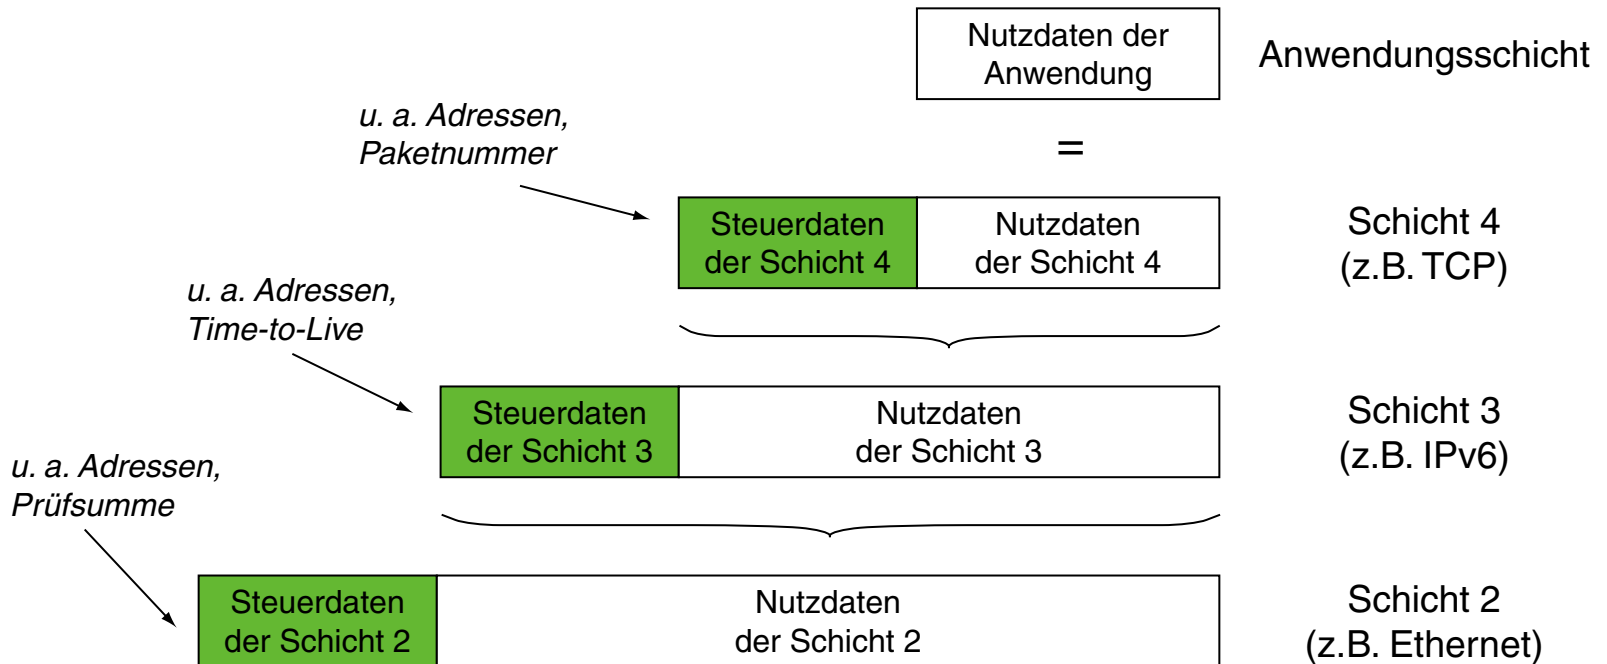 Nutzdaten der
Anwendung
Anwendungsschicht
u. a. Adressen,
Paketnummer
=
Steuerdaten
der Schicht 4
Nutzdaten
der Schicht 4
Schicht 4
(z.B. TCP)
u. a. Adressen,
Time-to-Live
Steuerdaten
der Schicht 3
Nutzdaten
der Schicht 3
Schicht 3
(z.B. IPv6)
u. a. Adressen,
Prüfsumme
Steuerdaten
der Schicht 2
Nutzdaten
der Schicht 2
Schicht 2
(z.B. Ethernet)